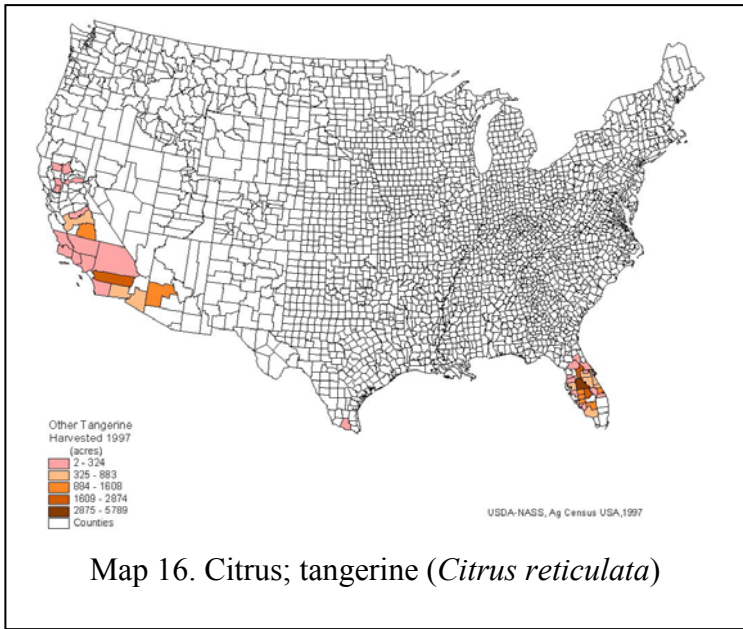 Other Tangerine
Harvested 1997
(acres)
2 - 324
325 - 883
884 - 1608
1609 - 2874
2875 - 5789
Counties
USDA-NASS, Ag Census USA,1997
Map 16. Citrus; tangerine (Citrus reticulata)